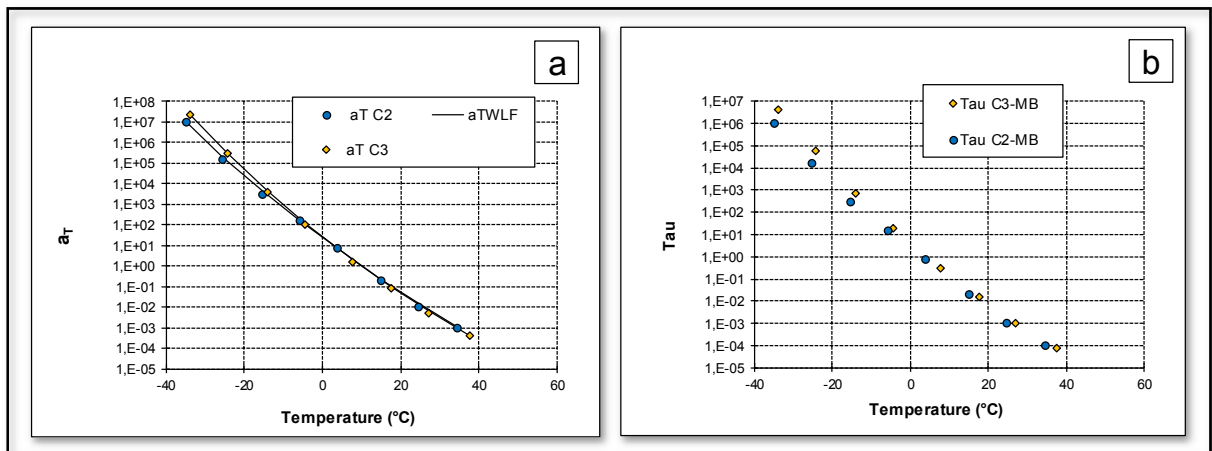 a
aT C2
aTWLF
aT C3
1,E+08
1,E+07
1,E+06
1,E+05
1,E+04
1,E+03
1,E+02
1,E+01
1,E+00
1,E-01
1,E-02
1,E-03
1,E-04
1,E-05
aT
-40 -20 0 20 40 60
Temperature (°C)
b
Tau C3-MB
Tau C2-MB
1,E+07
1,E+06
1,E+05
1,E+04
1,E+03
1,E+02
1,E+01
1,E+00
1,E-01
1,E-02
1,E-03
1,E-04
1,E-05
Tau
-40 -20 0 20 40 60
Temperature (°C)